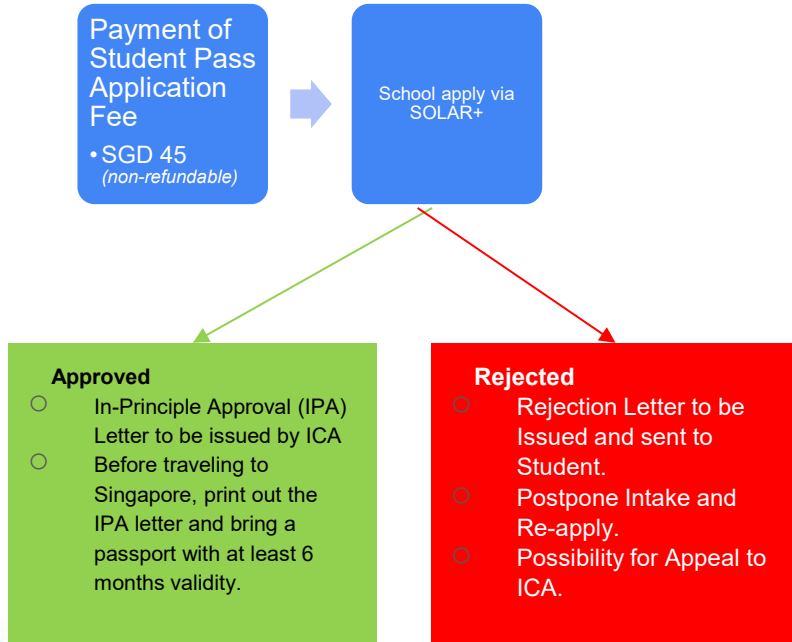 Payment of
Student Pass
Application
Fee
• SGD 45
(non-refundable)
School apply via
SOLAR+
Approved
○ In-Principle Approval (IPA)
Letter to be issued by ICA
○ Before traveling to
Singapore, print out the
IPA letter and bring a
passport with at least 6
months validity.
Rejected
○ Rejection Letter to be
Issued and sent to
Student.
○ Postpone Intake and
Re-apply.
○ Possibility for Appeal to
ICA.